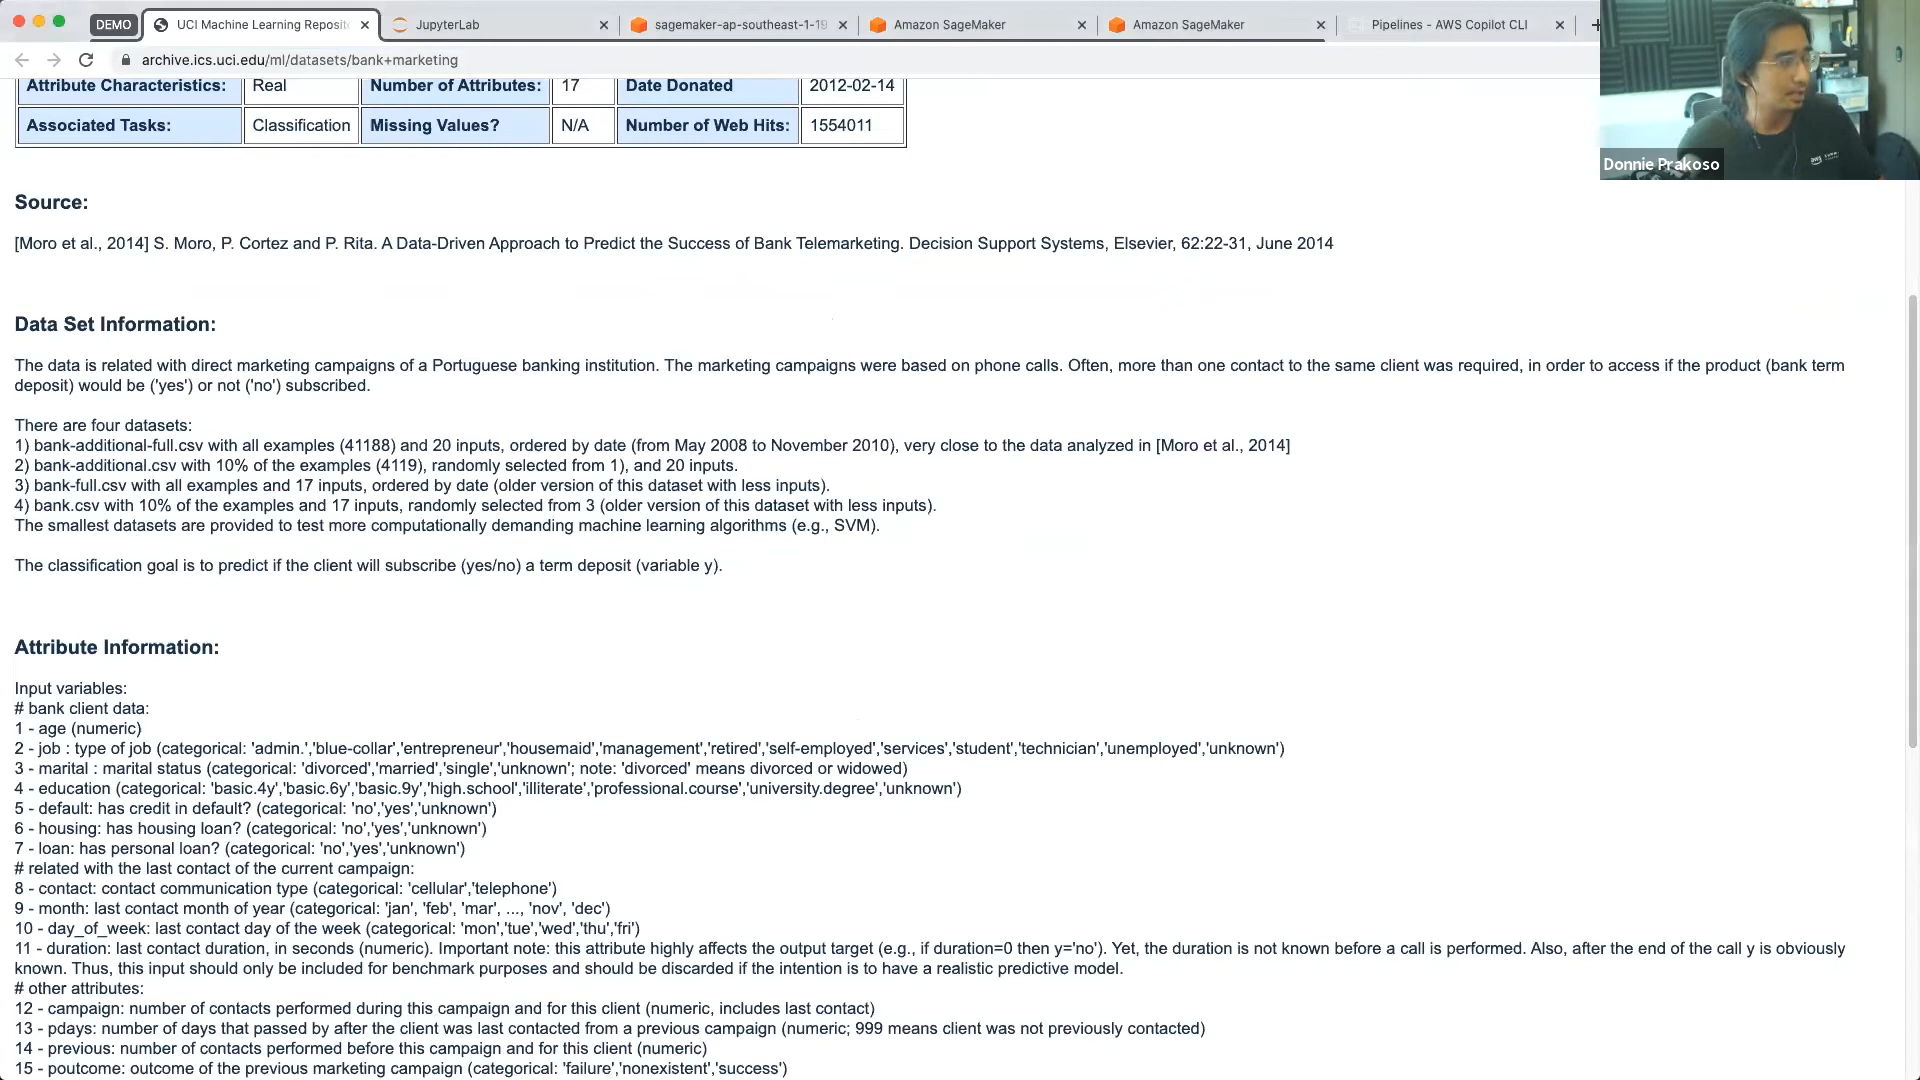 DEMO
UCI Machine Learning Reposit
JupyterLab
sagemaker-ap-southeast-1-19
Amazon SageMaker
Amazon SageMaker
Pipelines - AWS Copilot CLI
archive.ics.uci.edu/ml/datasets/bank+marketing
Attribute Characteristics: Real Number of Attributes: 17 Date Donated 2012-02-14
Associated Tasks: Classification Missing Values? N/A Number of Web Hits: 1554011
Donnie Prakoso
Source:
[Moro et al., 2014] S. Moro, P. Cortez and P. Rita. A Data-Driven Approach to Predict the Success of Bank Telemarketing. Decision Support Systems, Elsevier, 62:22-31, June 2014
Data Set Information:
The data is related with direct marketing campaigns of a Portuguese banking institution. The marketing campaigns were based on phone calls. Often, more than one contact to the same client was required, in order to access if the product (bank term
deposit) would be ('yes') or not ('no') subscribed.
There are four datasets:
1) bank-additional-full.csv with all examples (41188) and 20 inputs, ordered by date (from May 2008 to November 2010), very close to the data analyzed in [Moro et al., 2014]
2) bank-additional.csv with 10% of the examples (4119), randomly selected from 1), and 20 inputs.
3) bank-full.csv with all examples and 17 inputs, ordered by date (older version of this dataset with less inputs).
4) bank.csv with 10% of the examples and 17 inputs, randomly selected from 3 (older version of this dataset with less inputs).
The smallest datasets are provided to test more computationally demanding machine learning algorithms (e.g., SVM).
The classification goal is to predict if the client will subscribe (yes/no) a term deposit (variable y).
Attribute Information:
Input variables:
# bank client data:
1 - age (numeric)
2 - job : type of job (categorical: 'admin.','blue-collar','entrepreneur','housemaid','management','retired','self-employed','services','student','technician','unemployed','unknown')
3 - marital : marital status (categorical: 'divorced','married','single','unknown'; note: 'divorced' means divorced or widowed)
4 - education (categorical: 'basic.4y','basic.6y','basic.9y','high.school','illiterate','professional.course','university.degree','unknown')
5 - default: has credit in default? (categorical: 'no','yes','unknown')
6 - housing: has housing loan? (categorical: 'no','yes','unknown')
7 - loan: has personal loan? (categorical: 'no','yes','unknown')
# related with the last contact of the current campaign:
8 - contact: contact communication type (categorical: 'cellular','telephone')
9 - month: last contact month of year (categorical: 'jan', 'feb', 'mar', ..., 'nov', 'dec')
10 - day_of_week: last contact day of the week (categorical: 'mon','tue','wed','thu','fri')
11 - duration: last contact duration, in seconds (numeric). Important note: this attribute highly affects the output target (e.g., if duration=0 then y='no'). Yet, the duration is not known before a call is performed. Also, after the end of the call y is obviously
known. Thus, this input should only be included for benchmark purposes and should be discarded if the intention is to have a realistic predictive model.
# other attributes:
12 - campaign: number of contacts performed during this campaign and for this client (numeric, includes last contact)
13 - pdays: number of days that passed by after the client was last contacted from a previous campaign (numeric; 999 means client was not previously contacted)
14 - previous: number of contacts performed before this campaign and for this client (numeric)
15 - poutcome: outcome of the previous marketing campaign (categorical: 'failure','nonexistent','success')